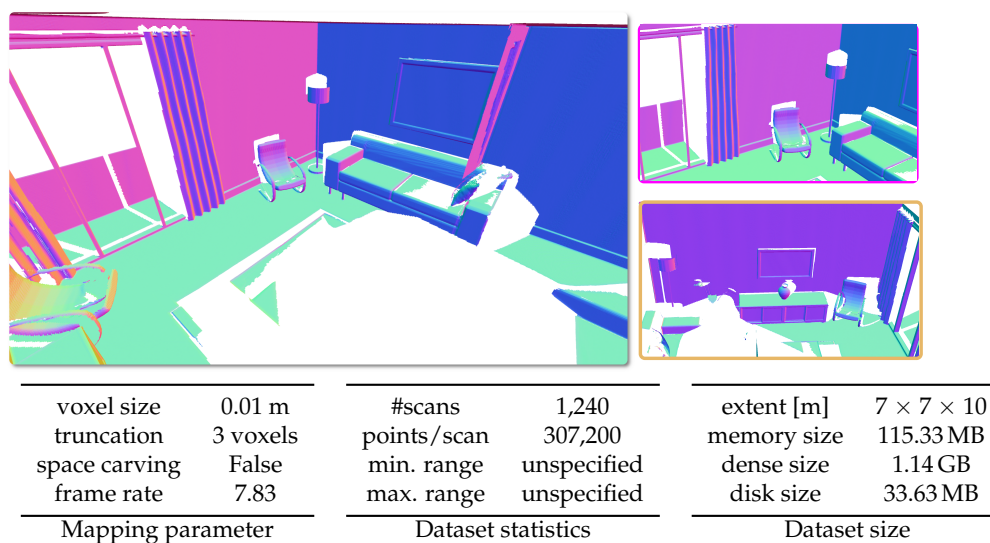 voxel size 0.01 m
truncation 3 voxels
space carving False
frame rate 7.83
Mapping parameter
#scans 1,240
points/scan 307,200
min. range unspecified
max. range unspecified
Dataset statistics
extent [m] 7 × 7 × 10
memory size 115.33 MB
dense size 1.14 GB
disk size 33.63 MB
Dataset size